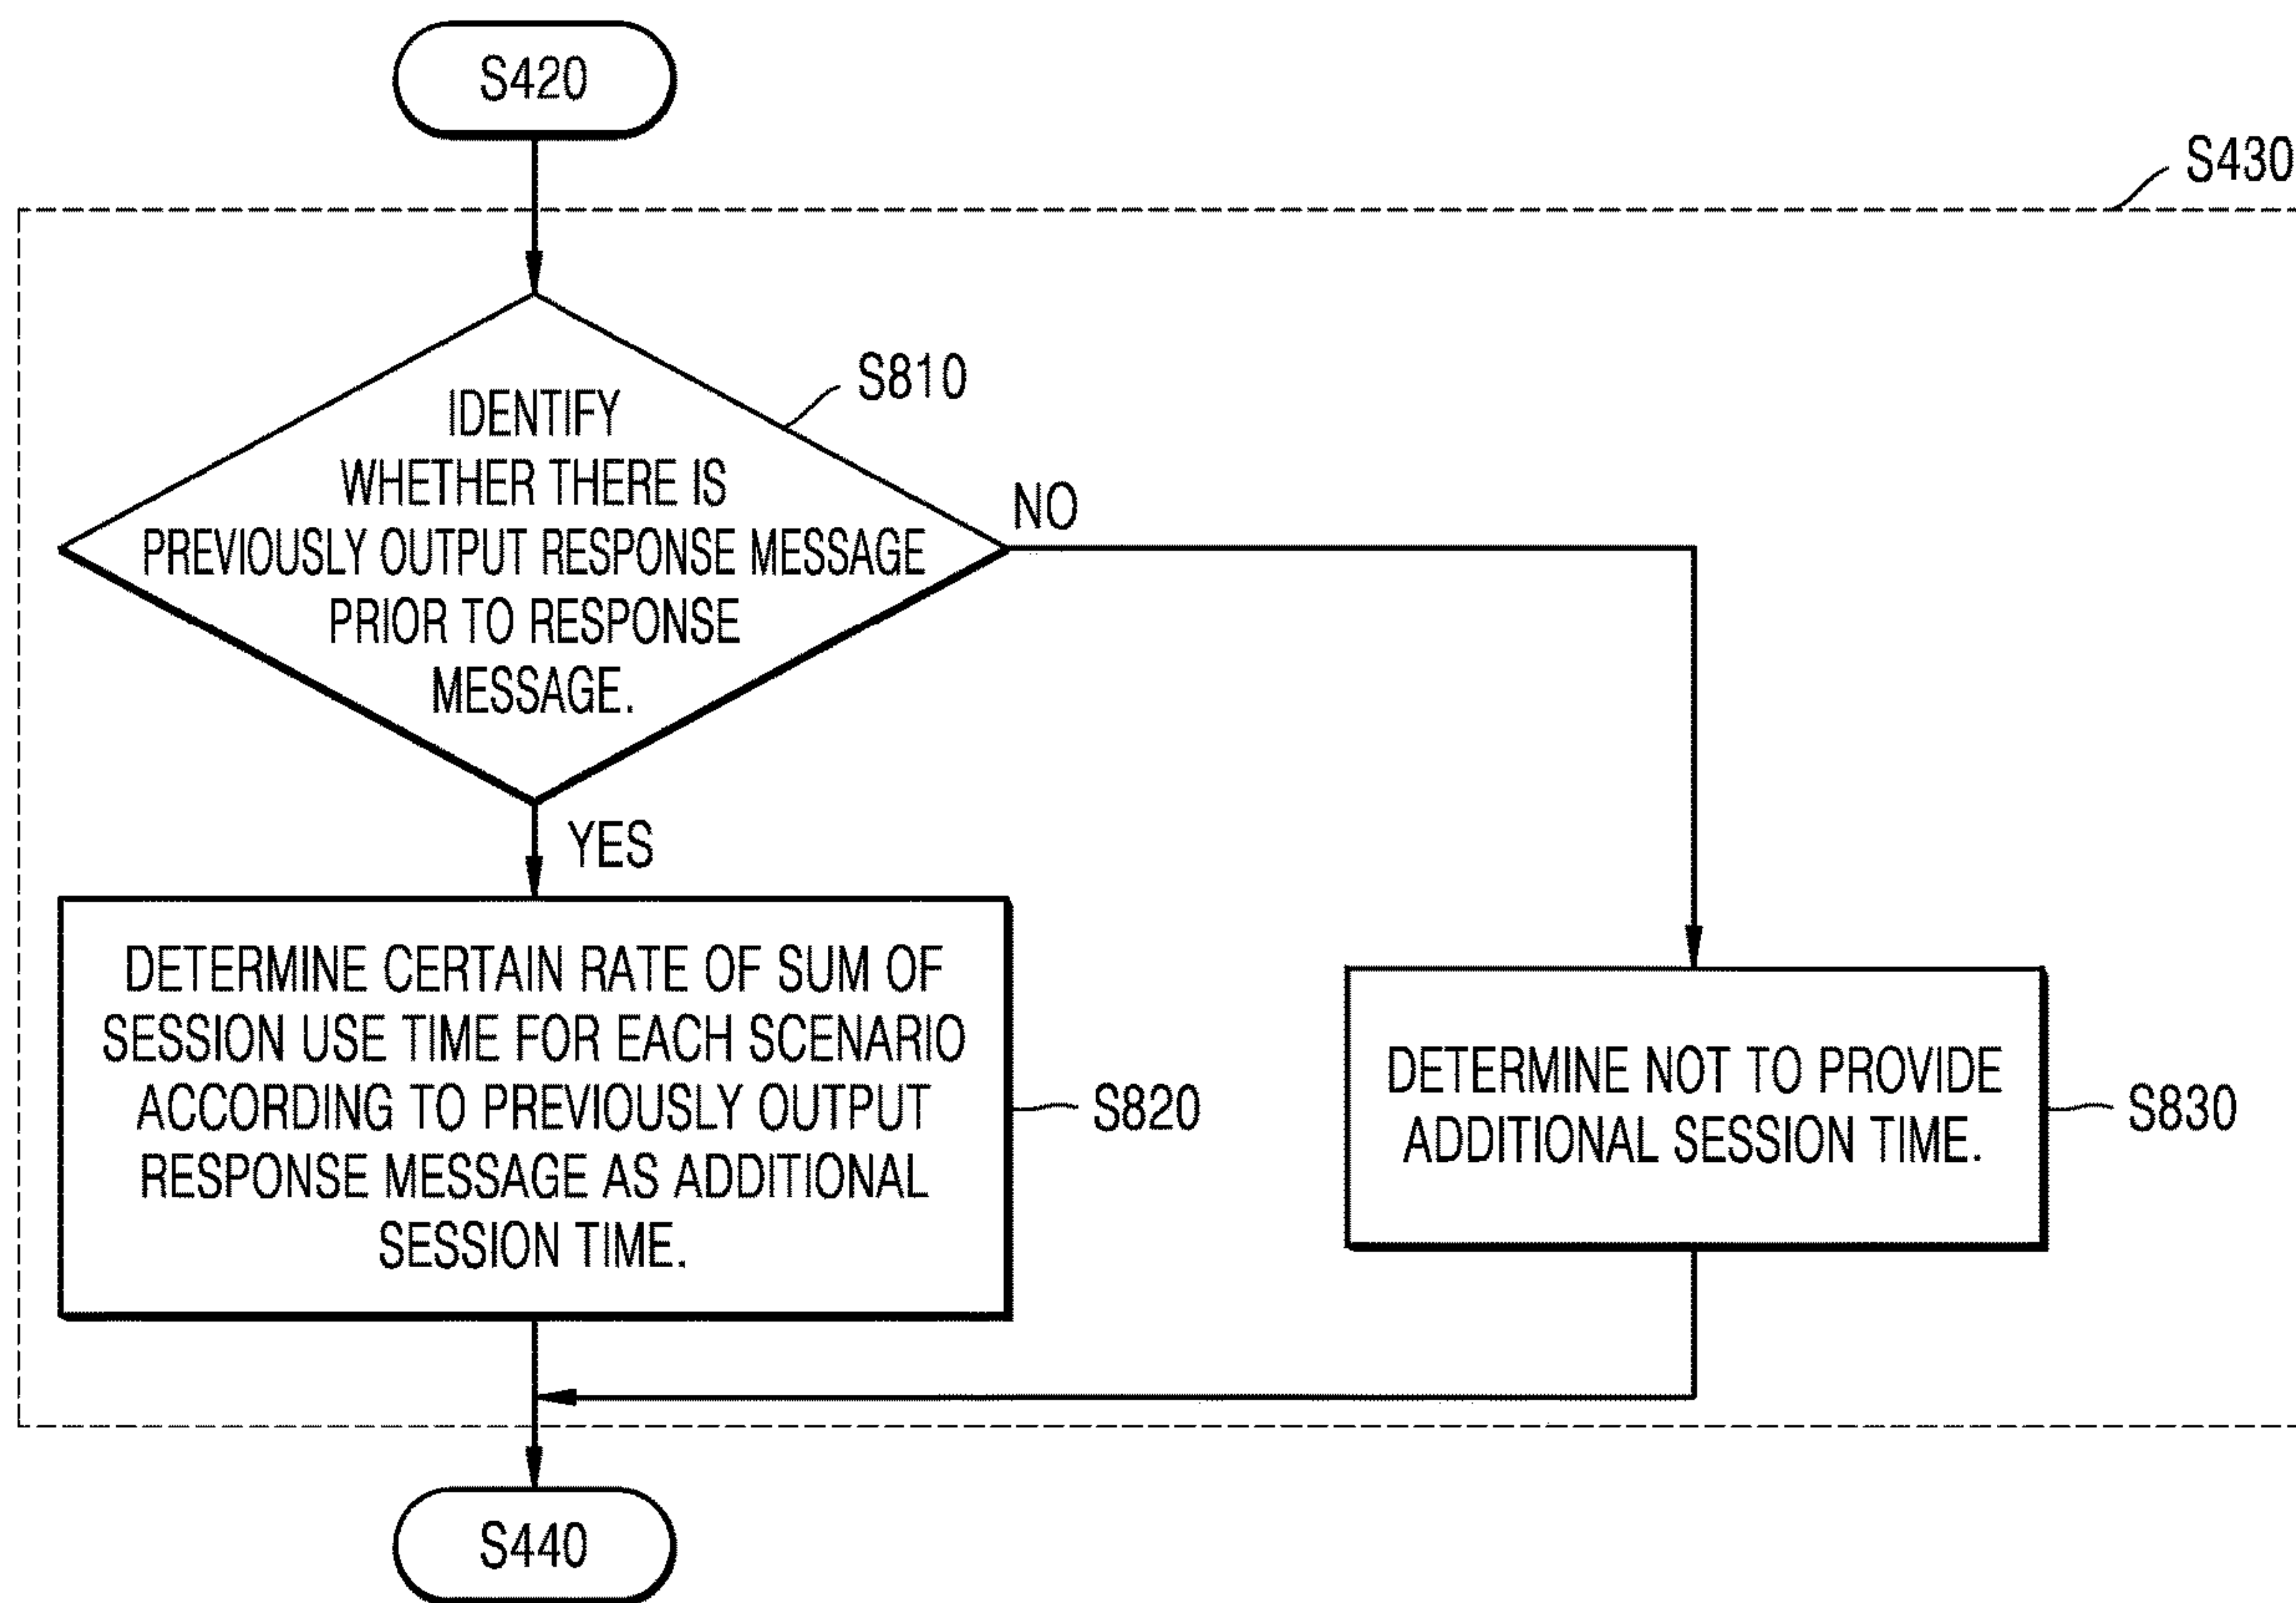 S420
S430
S810
IDENTIFY
WHETHER THERE IS
PREVIOUSLY OUTPUT RESPONSE MESSAGE
PRIOR TO RESPONSE
MESSAGE.
NO
YES
DETERMINE CERTAIN RATE OF SUM OF
SESSION USE TIME FOR EACH SCENARIO
ACCORDING TO PREVIOUSLY OUTPUT
RESPONSE MESSAGE AS ADDITIONAL
SESSION TIME.
S820
DETERMINE NOT TO PROVIDE
ADDITIONAL SESSION TIME.
S830
S440